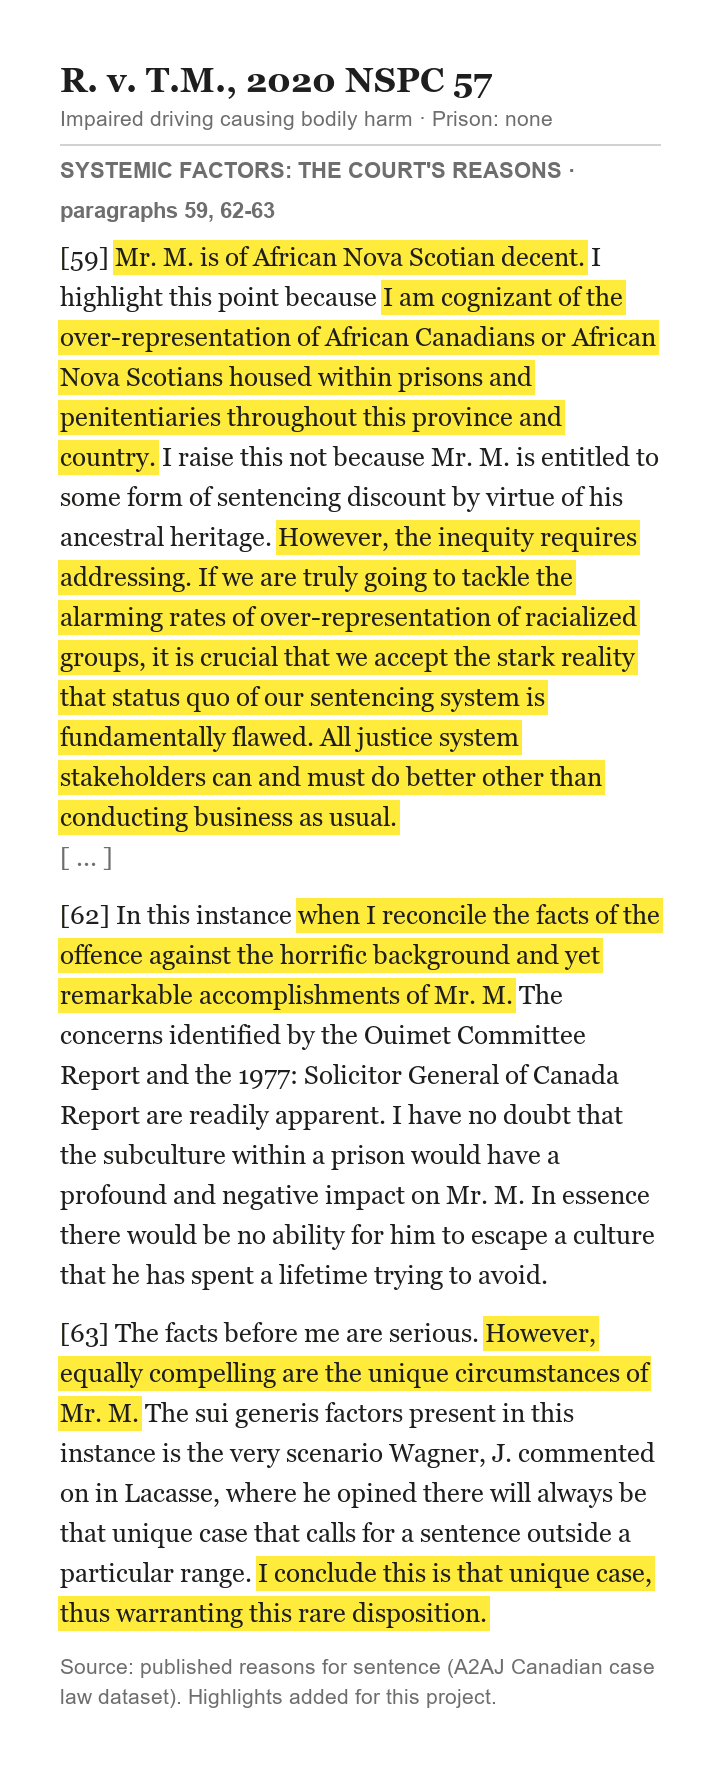 R. v. T.M., 2020 NSPC 57
Impaired driving causing bodily harm · Prison: none
SYSTEMIC FACTORS: THE COURT'S REASONS ·
paragraphs 59, 62-63
[59] Mr. M. is of African Nova Scotian decent. I
highlight this point because I am cognizant of the
over-representation of African Canadians or African
Nova Scotians housed within prisons and
penitentiaries throughout this province and
country. I raise this not because Mr. M. is entitled to
some form of sentencing discount by virtue of his
ancestral heritage. However, the inequity requires
addressing. If we are truly going to tackle the
alarming rates of over-representation of racialized
groups, it is crucial that we accept the stark reality
that status quo of our sentencing system is
fundamentally flawed. All justice system
stakeholders can and must do better other than
conducting business as usual.
[ ... ]
[62] In this instance when I reconcile the facts of the
offence against the horrific background and yet
remarkable accomplishments of Mr. M. The
concerns identified by the Ouimet Committee
Report and the 1977: Solicitor General of Canada
Report are readily apparent. I have no doubt that
the subculture within a prison would have a
profound and negative impact on Mr. M. In essence
there would be no ability for him to escape a culture
that he has spent a lifetime trying to avoid.
[63] The facts before me are serious. However,
equally compelling are the unique circumstances of
Mr. M. The sui generis factors present in this
instance is the very scenario Wagner, J. commented
on in Lacasse, where he opined there will always be
that unique case that calls for a sentence outside a
particular range. I conclude this is that unique case,
thus warranting this rare disposition.
Source: published reasons for sentence (A2AJ Canadian case
law dataset). Highlights added for this project.